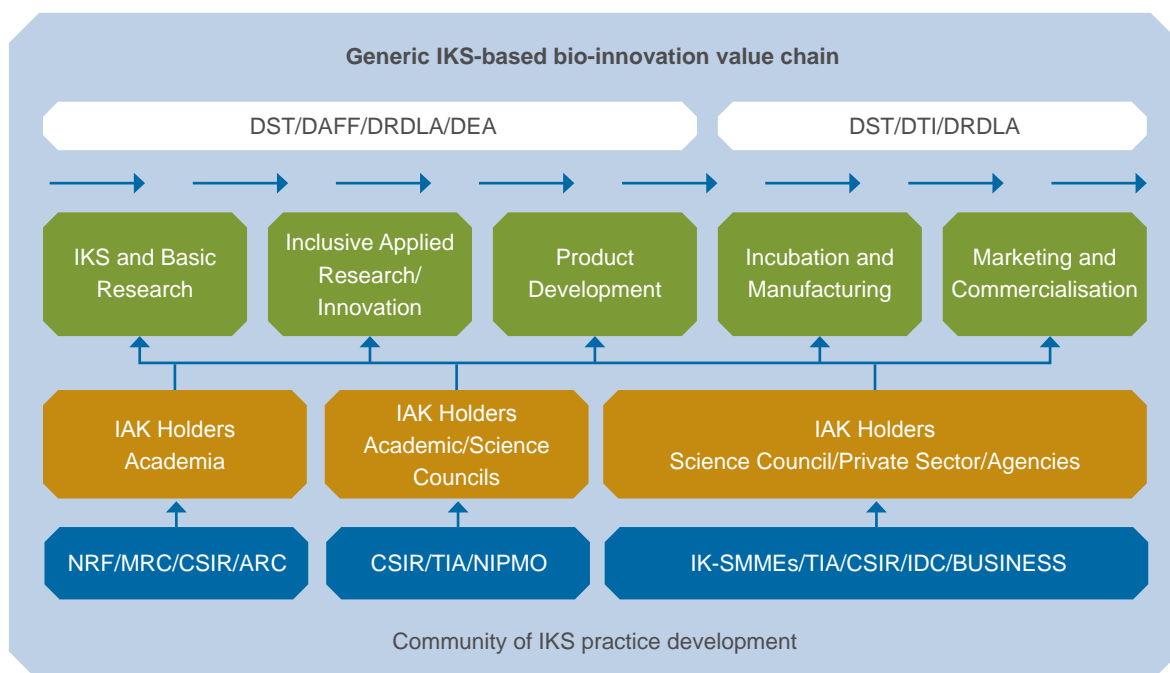 Generic IKS-based bio-innovation value chain
DST/DAFF/DRDLA/DEA
DST/DTI/DRDLA
IKS and Basic
Research
Inclusive Applied
Research/
Innovation
Product
Development
Incubation and
Manufacturing
Marketing and
Commercialisation
IAK Holders
Academia
IAK Holders
Academic/Science
Councils
IAK Holders
Science Council/Private Sector/Agencies
NRF/MRC/CSIR/ARC
CSIR/TIA/NIPMO
IK-SMMEs/TIA/CSIR/IDC/BUSINESS
Community of IKS practice development